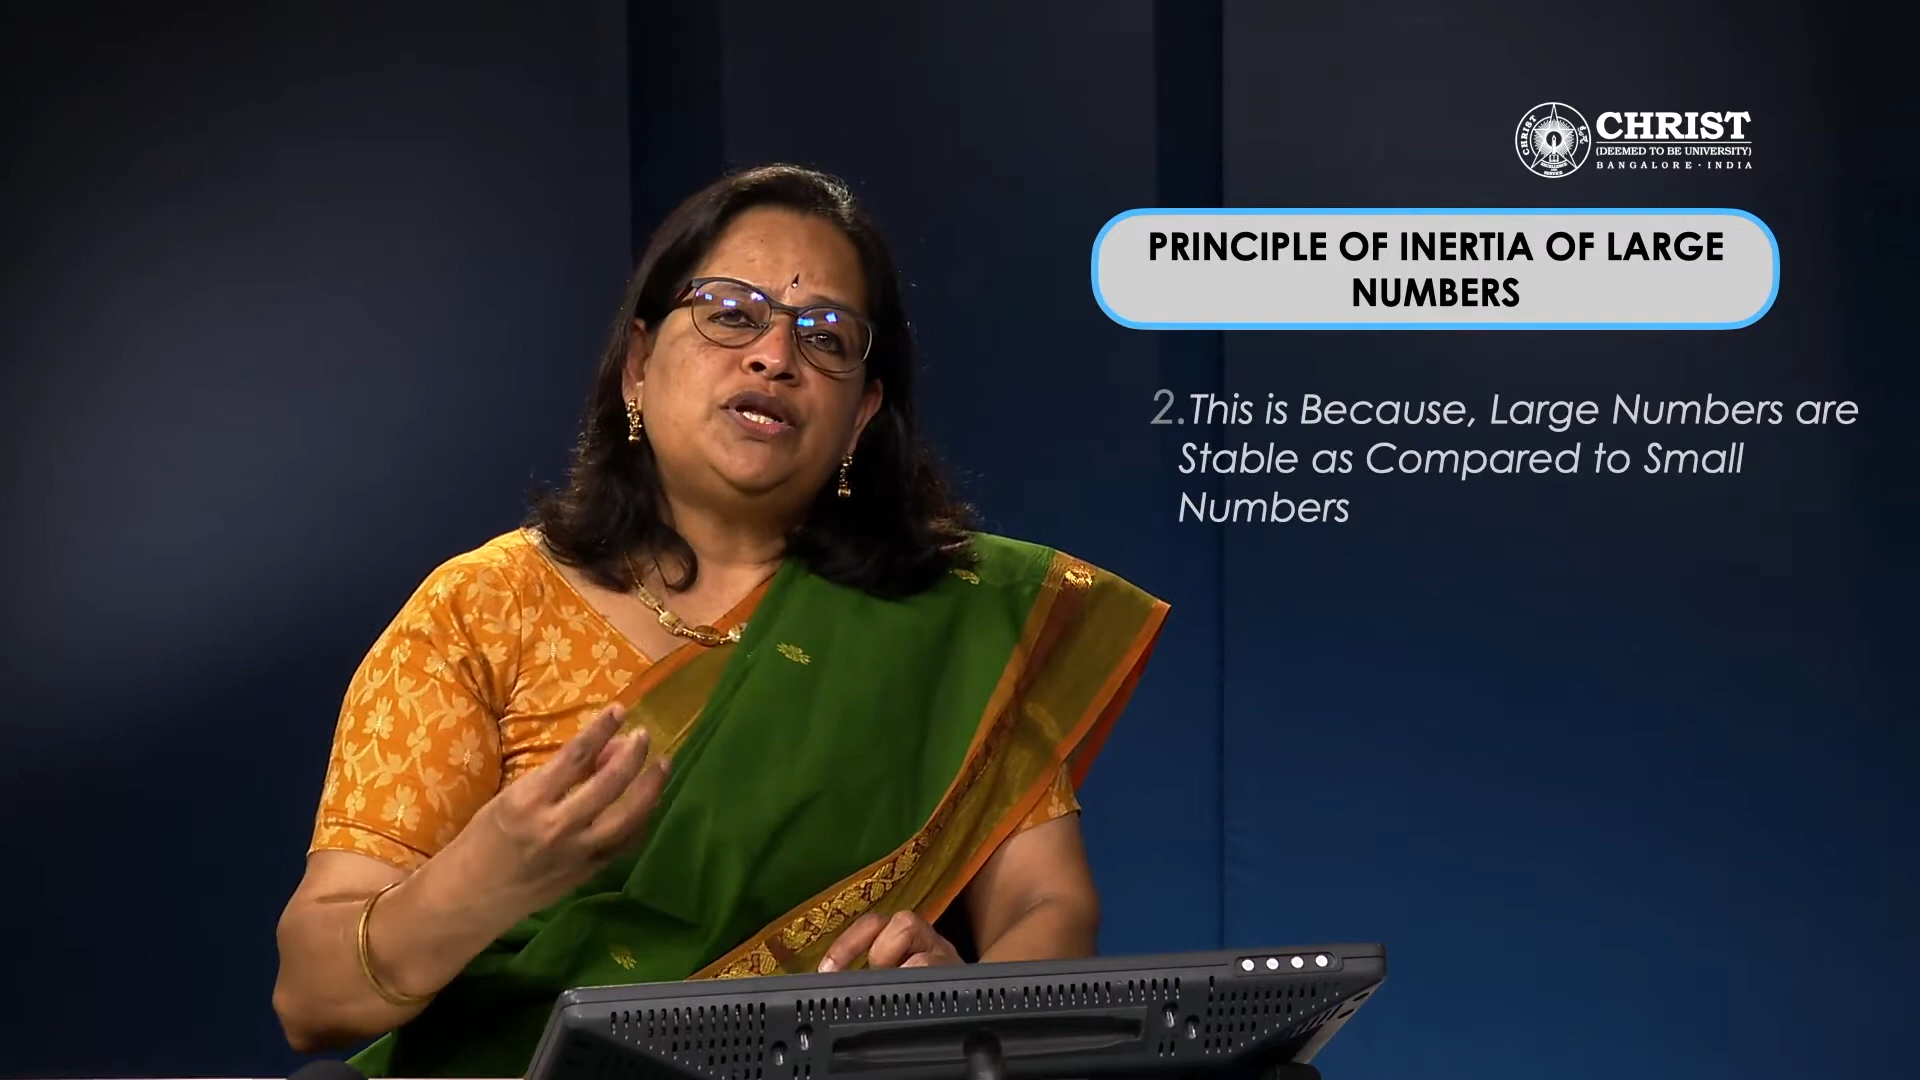 CHRIST
(DEEMED TO BE UNIVERSITY)
BANGALORE · INDIA
PRINCIPLE OF INERTIA OF LARGE
NUMBERS
2.This is Because, Large Numbers are
Stable as Compared to Small
Numbers